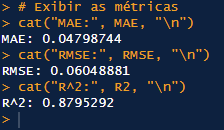 > # Exibir as métricas
> cat("MAE:", MAE, "\n")
MAE: 0.04798744
> cat("RMSE:", RMSE, "\n")
RMSE: 0.06048881
> cat("R^2:", R2, "\n")
R^2: 0.8795292
>